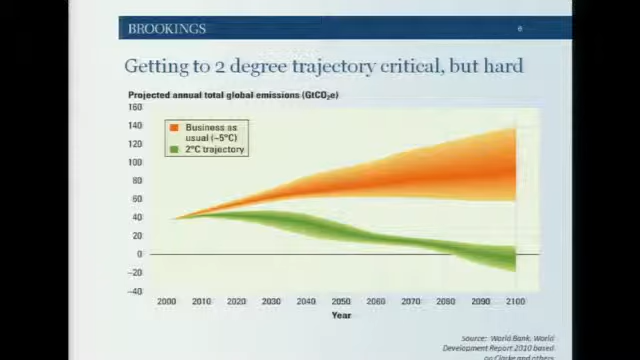 BROOKINGS
Getting to 2 degree trajectory critical, but hard
Projected annual total global emissions (GtCO₂e)
160
140
120
100
80
60
40
20
0
−20
−40
Business as
usual (~5°C)
2°C trajectory
2000 2010 2020 2030 2040 2050 2060 2070 2080 2090 2100
Year
Source: World Bank, World
Development Report 2010 based
on Clarke and others